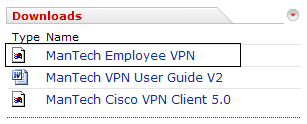 Downloads
Type Name
ManTech Employee VPN
ManTech VPN User Guide V2
ManTech Cisco VPN Client 5.0